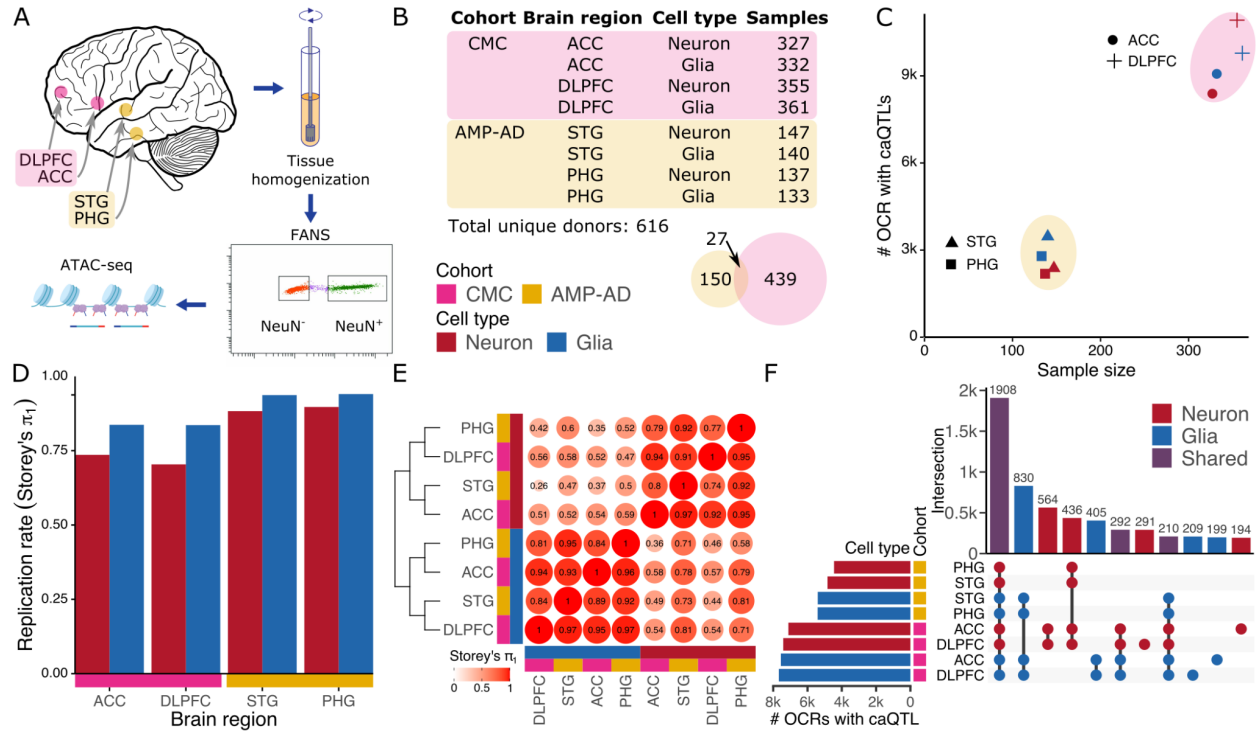 A
DLPFC
ACC
STG
PHG
Tissue
homogenization
FANS
NeuN-
NeuN+
ATAC-seq
B
Cohort Brain region Cell type Samples
CMC ACC Neuron 327
ACC Glia 332
DLPFC Neuron 355
DLPFC Glia 361
AMP-AD STG Neuron 147
STG Glia 140
PHG Neuron 137
PHG Glia 133
Total unique donors: 616
27
150 439
Cohort
CMC AMP-AD
Cell type
Neuron Glia
C
# OCR with caQTLs
9k
6k
3k
0
ACC
DLPFC
STG
PHG
0 100 200 300
Sample size
D
Replication rate (Storey's π1)
1.00
0.75
0.50
0.25
0.00
ACC DLPFC STG PHG
Brain region
E
PHG 0.42 0.6 0.35 0.52 0.79 0.92 0.77 1
DLPFC 0.56 0.58 0.52 0.47 0.94 0.91 1 0.95
STG 0.26 0.47 0.37 0.5 0.8 1 0.74 0.92
ACC 0.51 0.52 0.54 0.59 1 0.97 0.92 0.95
PHG 0.81 0.95 0.84 1 0.36 0.71 0.46 0.58
ACC 0.94 0.93 1 0.96 0.58 0.78 0.57 0.79
STG 0.84 1 0.89 0.92 0.49 0.73 0.44 0.81
DLPFC 1 0.97 0.95 0.97 0.54 0.81 0.54 0.71
Storey's π1
0 0.5 1
DLPFC STG ACC PHG ACC STG DLPFC PHG
F
Intersection
2k
1.5k
1k
0.5k
0
1908 830 564 436 405 292 291 210 209 199 194
Neuron
Glia
Shared
Cell type
Cohort
PHG
STG
STG
PHG
ACC
DLPFC
ACC
DLPFC
8k 6k 4k 2k 0
# OCRs with caQTL